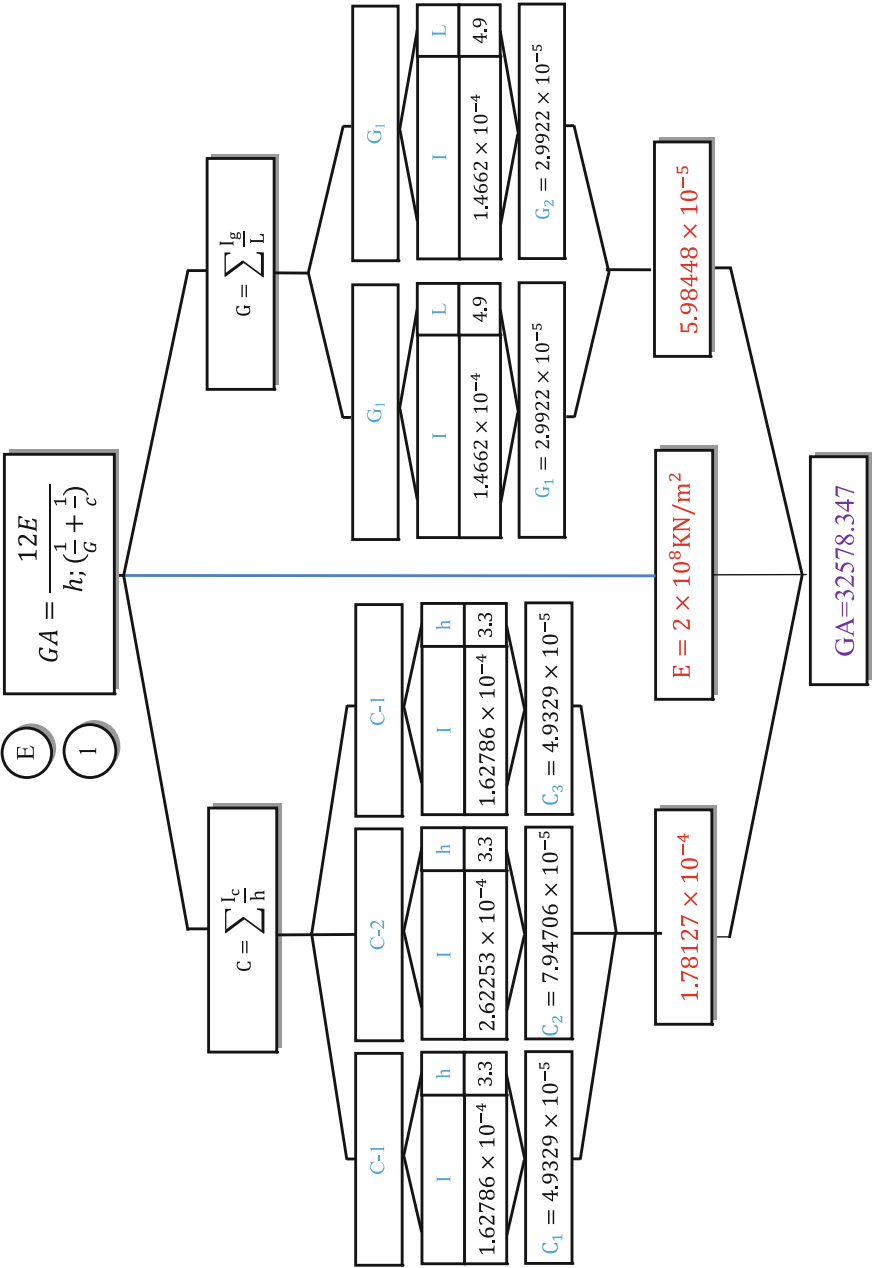 E
1
GA = 12E / h;(1/G + 1/c)
C = ∑ I_c/h
G = ∑ I_g/L
C-1
C-2
C-1
G₁
G₁
I h
I h
I h
I L
I L
1.62786 × 10⁻⁴ 3.3
2.62253 × 10⁻⁴ 3.3
1.62786 × 10⁻⁴ 3.3
1.4662 × 10⁻⁴ 4.9
1.4662 × 10⁻⁴ 4.9
C₁ = 4.9329 × 10⁻⁵
C₂ = 7.94706 × 10⁻⁵
C₃ = 4.9329 × 10⁻⁵
G₁ = 2.9922 × 10⁻⁵
G₂ = 2.9922 × 10⁻⁵
1.78127 × 10⁻⁴
E = 2 × 10⁸KN/m²
5.98448 × 10⁻⁵
GA=32578.347